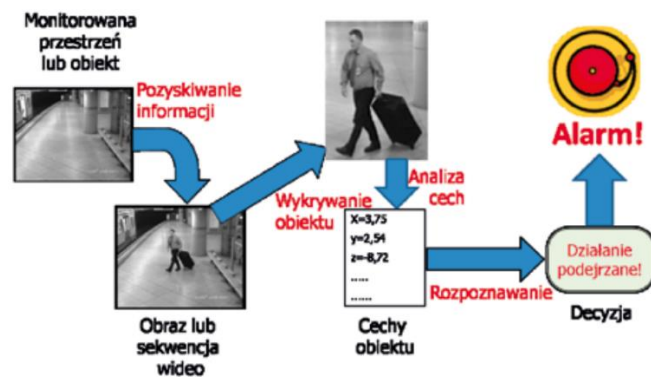 Monitorowana
przestrzeń
lub obiekt
Pozyskiwanie
informacji
Obraz lub
sekwencja
wideo
Wykrywanie
obiektu
Analiza
cech
X=3,75
y=2,54
z=-8,72
.....
......
Cechy
obiektu
Rozpoznawanie
Działanie
podejrzane!
Decyzja
Alarm!